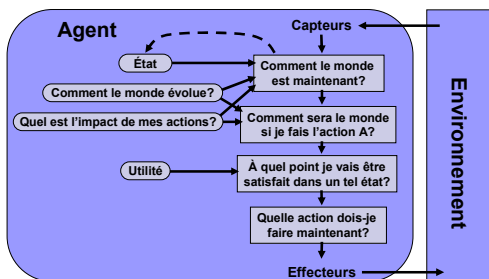 Agent
Capteurs
État
Comment le monde
est maintenant?
Comment le monde évolue?
Quel est l'impact de mes actions?
Comment sera le monde
si je fais l'action A?
Utilité
À quel point je vais être
satisfait dans un tel état?
Quelle action dois-je
faire maintenant?
Effecteurs
Environnement